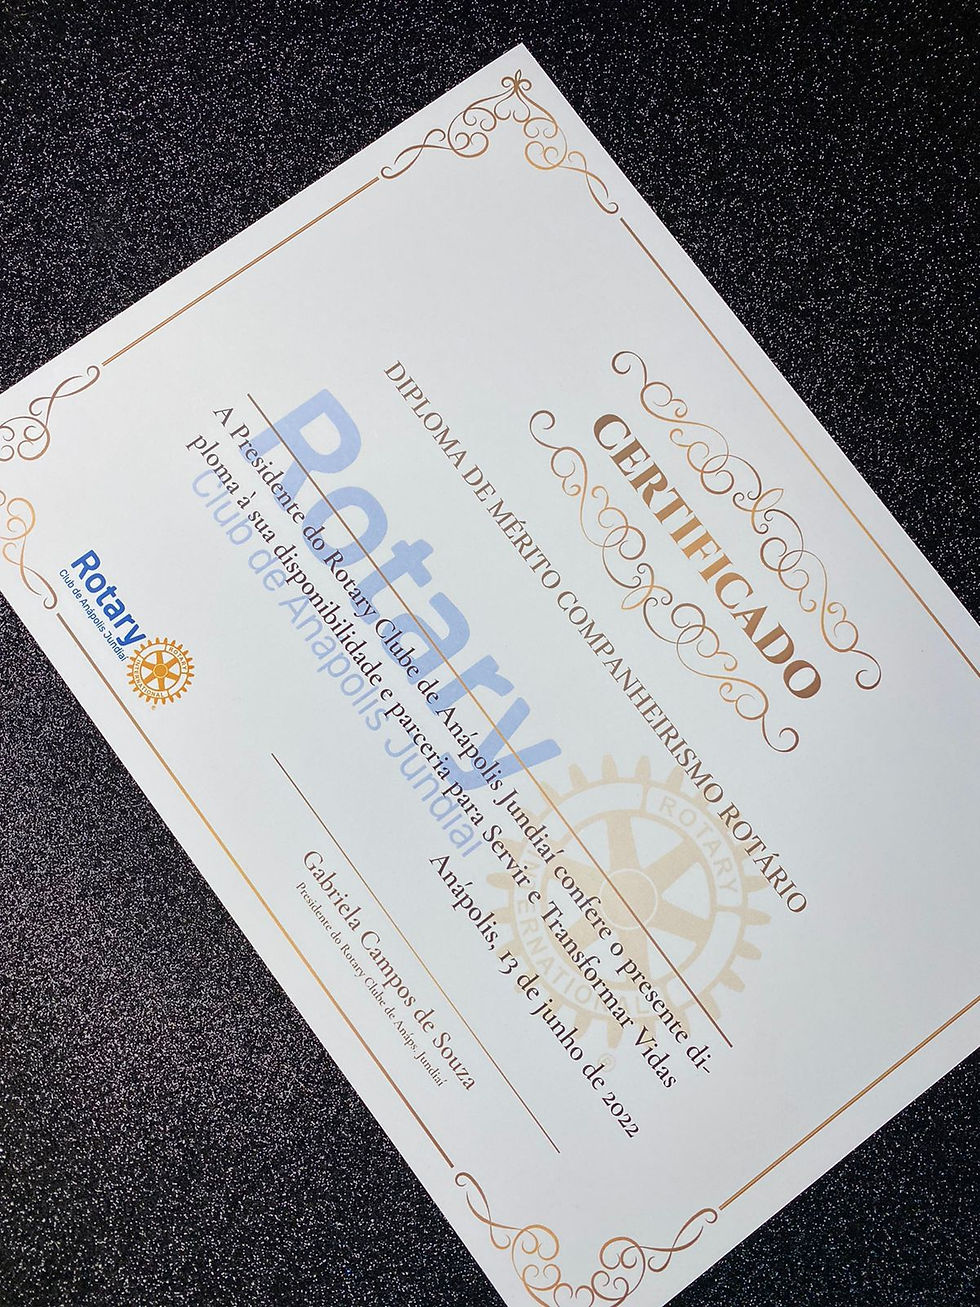 CERTIFICADO
DIPLOMA DE MÉRITO COMPANHEIRISMO ROTÁRIO
Rotary
Club de Anápolis Jundiaí
ROTARY
INTERNATIONAL
®
A Presidente do Rotary Clube de Anápolis Jundiaí confere o presente di-
ploma à sua disponibilidade e parceria para Servir e Transformar Vidas
Anápolis, 13 de junho de 2022
Gabriela Campos de Souza
Presidente do Rotary Clube de Anáps. Jundiaí
Rotary
Club de Anápolis Jundiaí
ROTARY
INTERNATIONAL
®